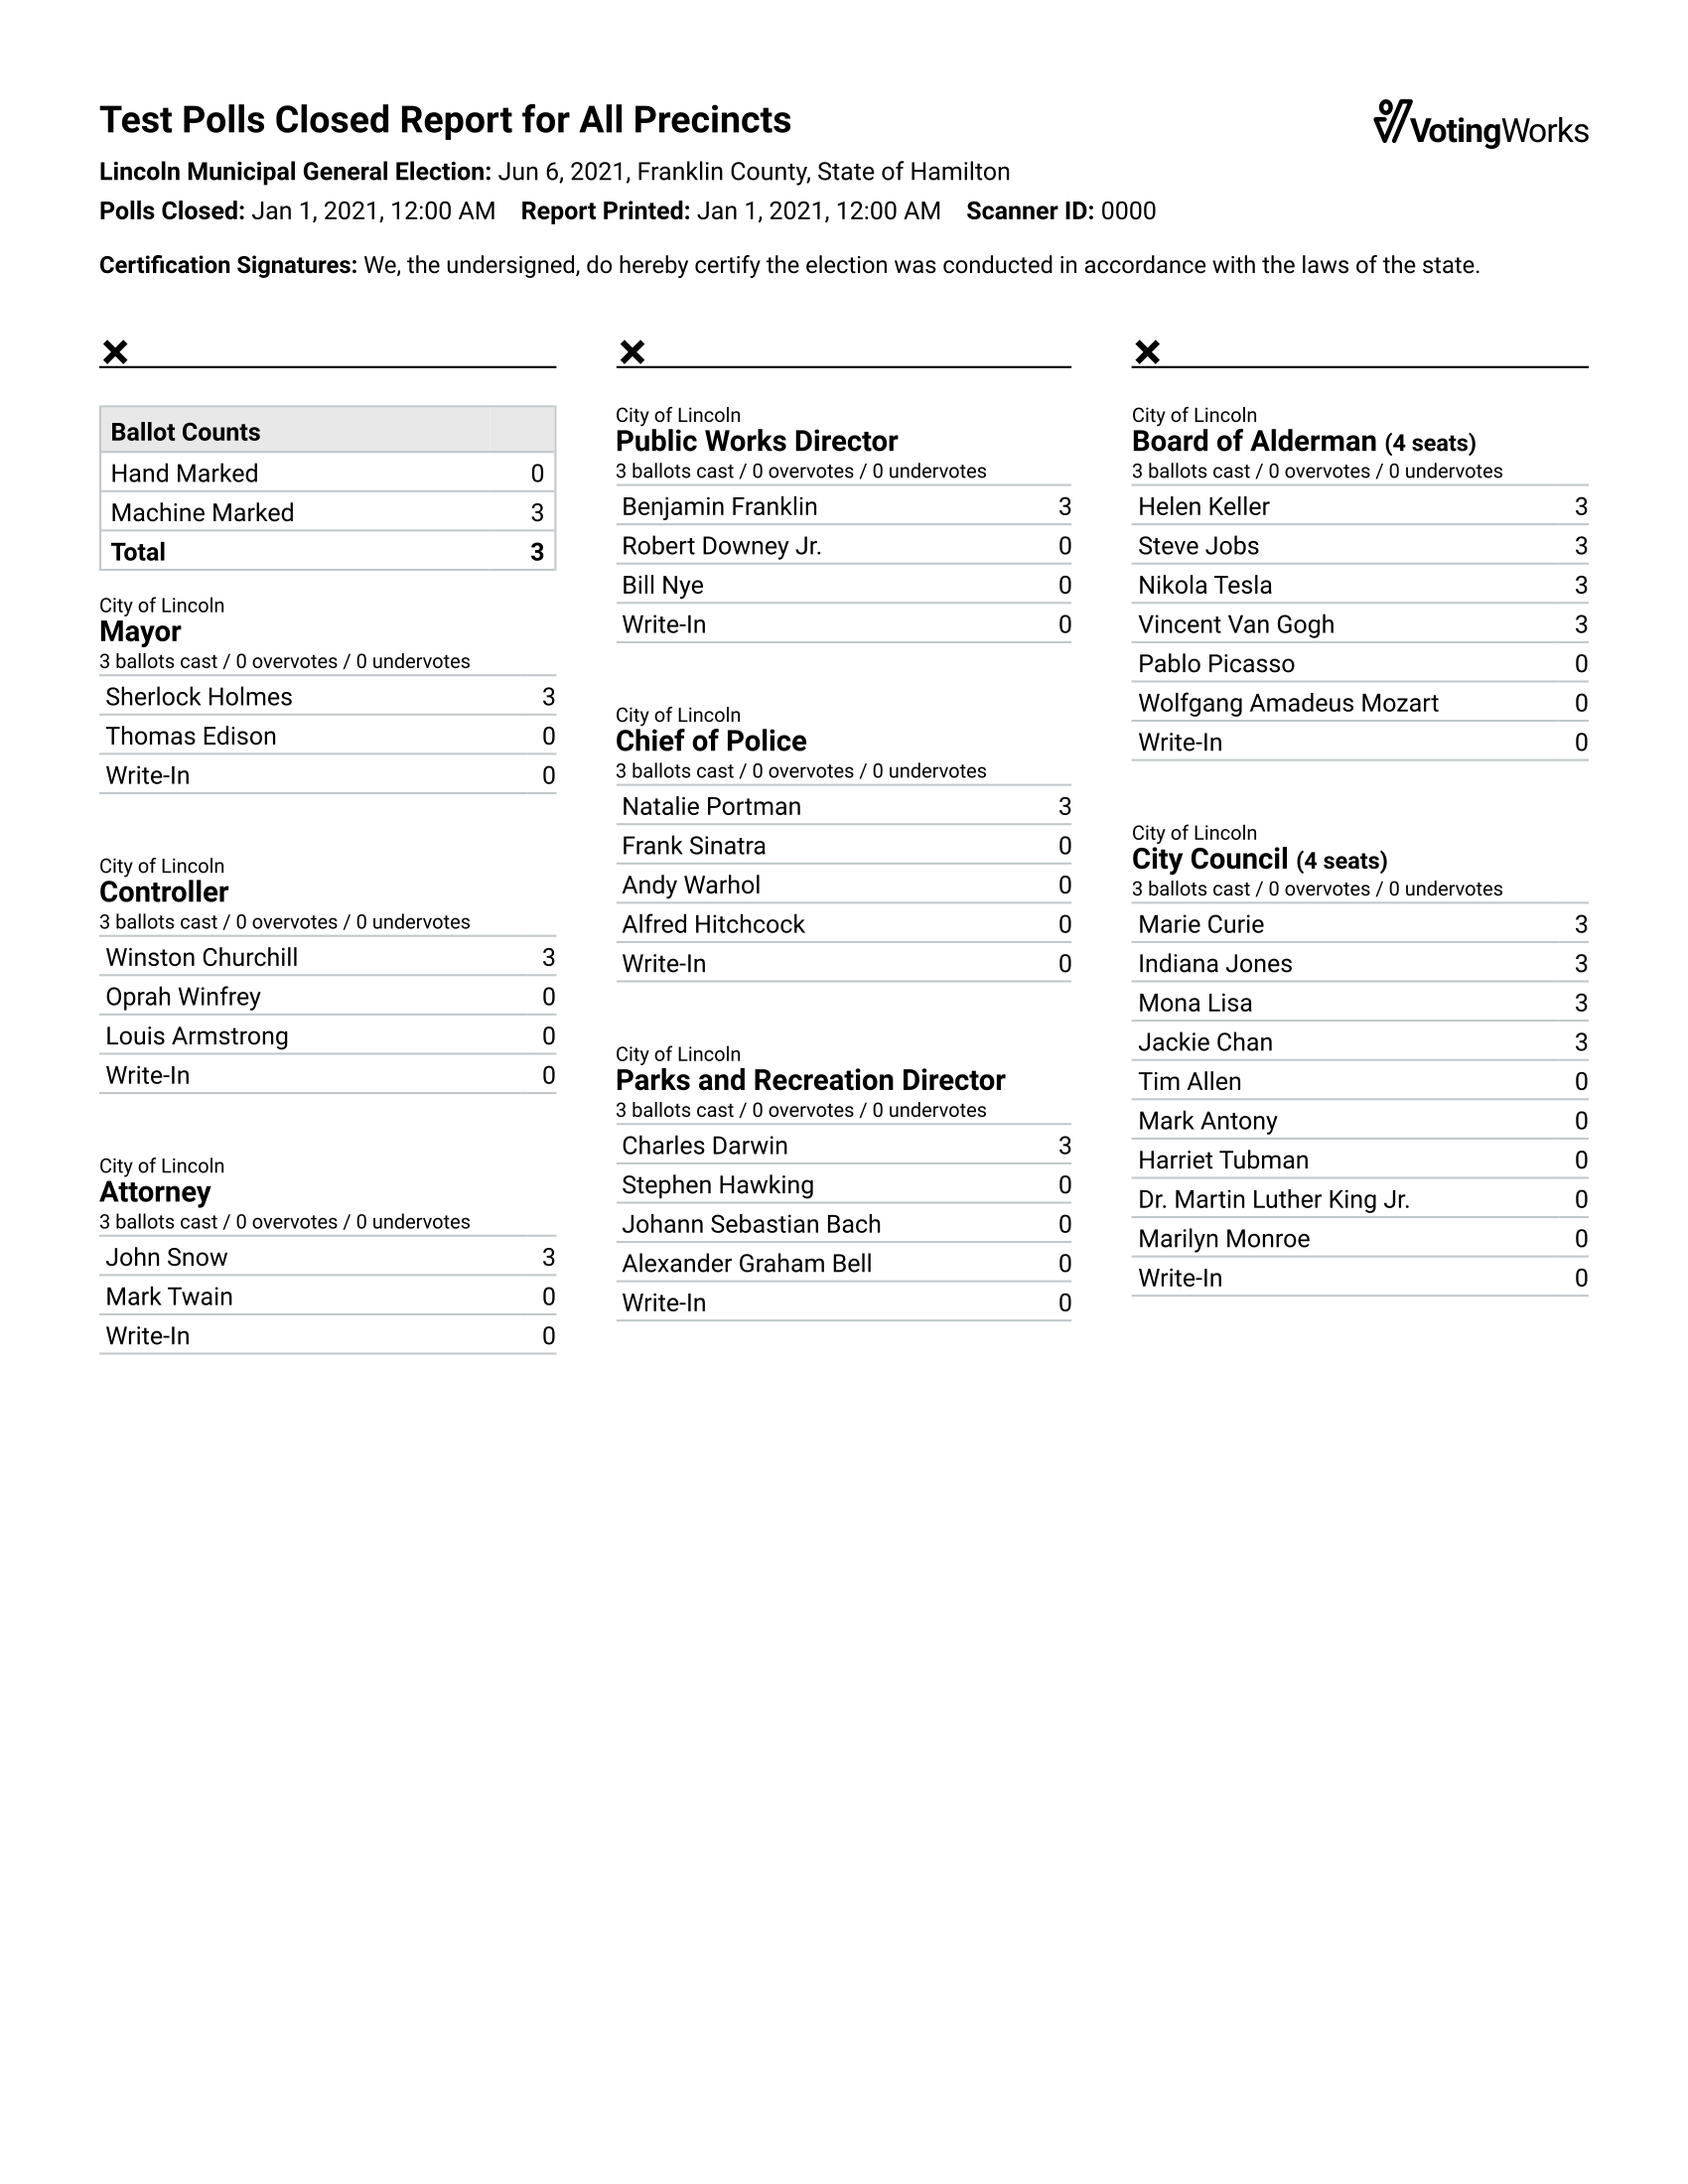 Test Polls Closed Report for All Precincts
VotingWorks
Lincoln Municipal General Election: Jun 6, 2021, Franklin County, State of Hamilton
Polls Closed: Jan 1, 2021, 12:00 AM Report Printed: Jan 1, 2021, 12:00 AM Scanner ID: 0000
Certification Signatures: We, the undersigned, do hereby certify the election was conducted in accordance with the laws of the state.
Ballot Counts
Hand Marked 0
Machine Marked 3
Total 3
City of Lincoln
Mayor
3 ballots cast / 0 overvotes / 0 undervotes
Sherlock Holmes 3
Thomas Edison 0
Write-In 0
City of Lincoln
Controller
3 ballots cast / 0 overvotes / 0 undervotes
Winston Churchill 3
Oprah Winfrey 0
Louis Armstrong 0
Write-In 0
City of Lincoln
Attorney
3 ballots cast / 0 overvotes / 0 undervotes
John Snow 3
Mark Twain 0
Write-In 0
City of Lincoln
Public Works Director
3 ballots cast / 0 overvotes / 0 undervotes
Benjamin Franklin 3
Robert Downey Jr. 0
Bill Nye 0
Write-In 0
City of Lincoln
Chief of Police
3 ballots cast / 0 overvotes / 0 undervotes
Natalie Portman 3
Frank Sinatra 0
Andy Warhol 0
Alfred Hitchcock 0
Write-In 0
City of Lincoln
Parks and Recreation Director
3 ballots cast / 0 overvotes / 0 undervotes
Charles Darwin 3
Stephen Hawking 0
Johann Sebastian Bach 0
Alexander Graham Bell 0
Write-In 0
City of Lincoln
Board of Alderman (4 seats)
3 ballots cast / 0 overvotes / 0 undervotes
Helen Keller 3
Steve Jobs 3
Nikola Tesla 3
Vincent Van Gogh 3
Pablo Picasso 0
Wolfgang Amadeus Mozart 0
Write-In 0
City of Lincoln
City Council (4 seats)
3 ballots cast / 0 overvotes / 0 undervotes
Marie Curie 3
Indiana Jones 3
Mona Lisa 3
Jackie Chan 3
Tim Allen 0
Mark Antony 0
Harriet Tubman 0
Dr. Martin Luther King Jr. 0
Marilyn Monroe 0
Write-In 0